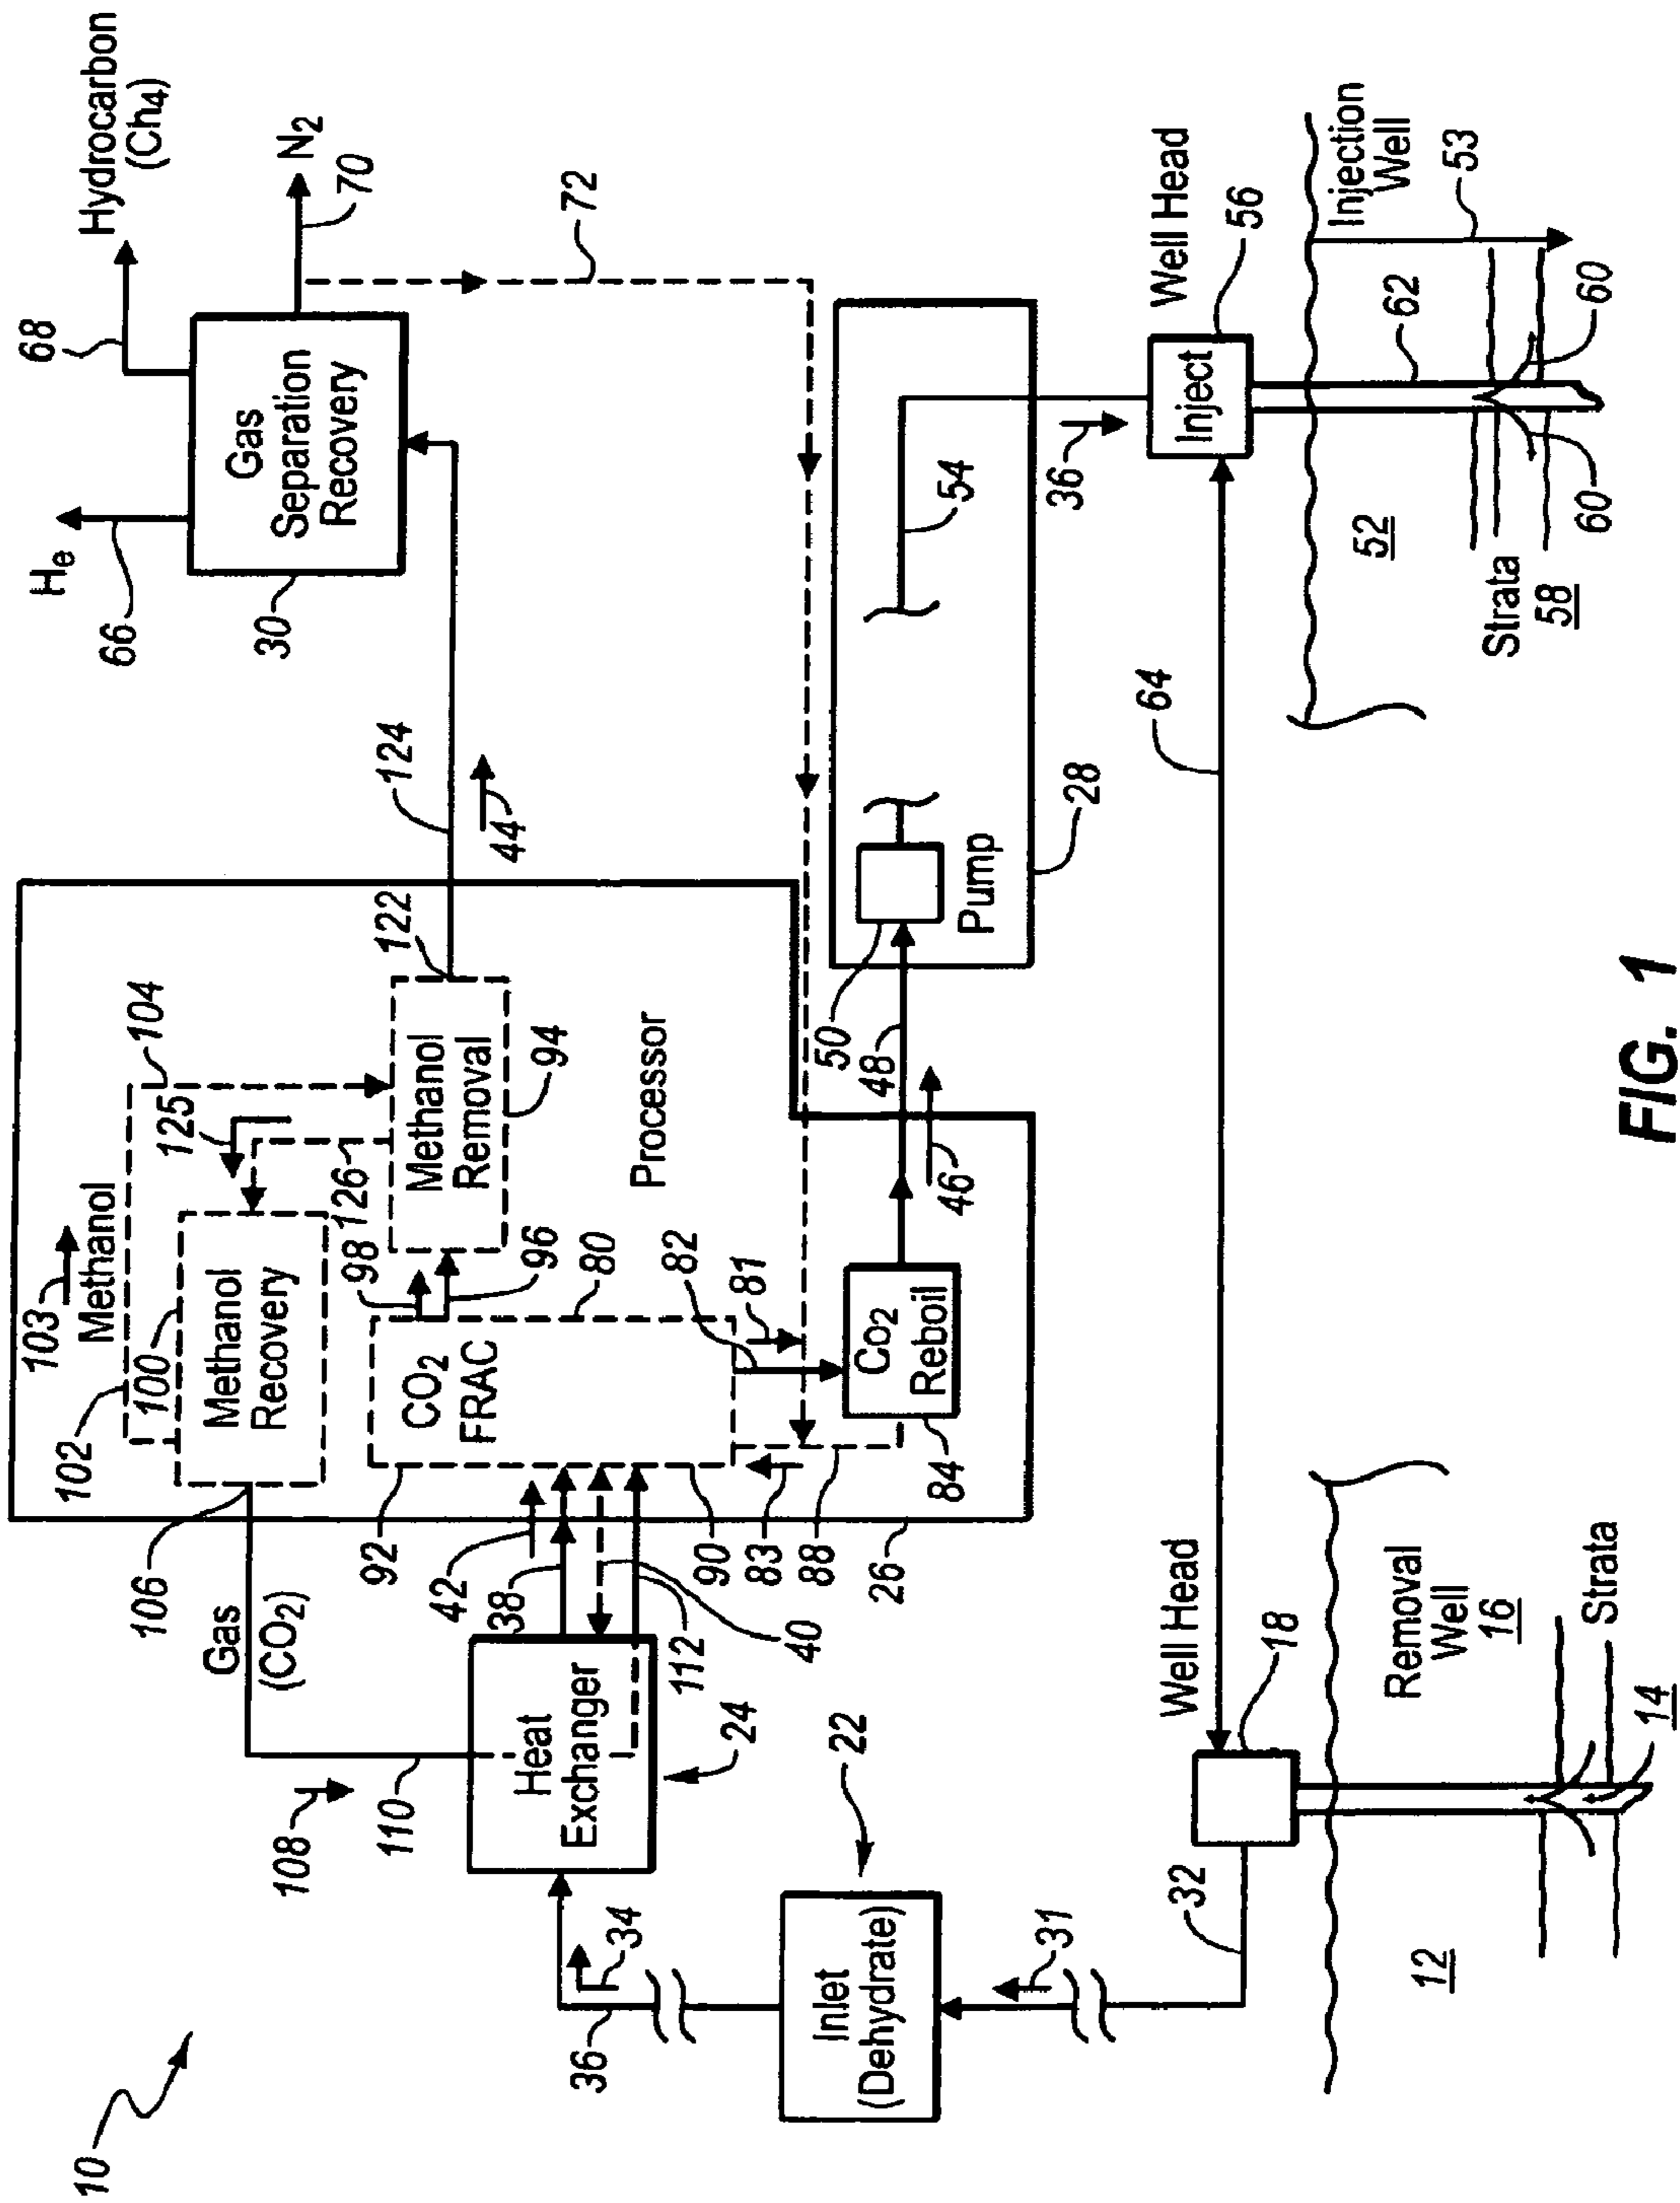 10
Hydrocarbon
(Ch4)
He
66
68
N2
70
72
30
Gas
Separation
Recovery
103
Methanol
102
100
104
125
126
Methanol
Recovery
106
Gas
(CO2)
108
110
98
96
122
124
44
Methanol
Removal
94
Processor
92
CO2
FRAC
80
82
81
42
38
Heat
Exchanger
24
112
40
90
83
88
26
84
Co2
Reboil
46
48
50
Pump
28
54
36
34
22
Inlet
(Dehydrate)
31
32
Well Head
18
64
36
Well Head
56
Inject
12
Removal
Well
16
Strata
14
52
Injection
Well
53
62
60
60
Strata
58
FIG. 1